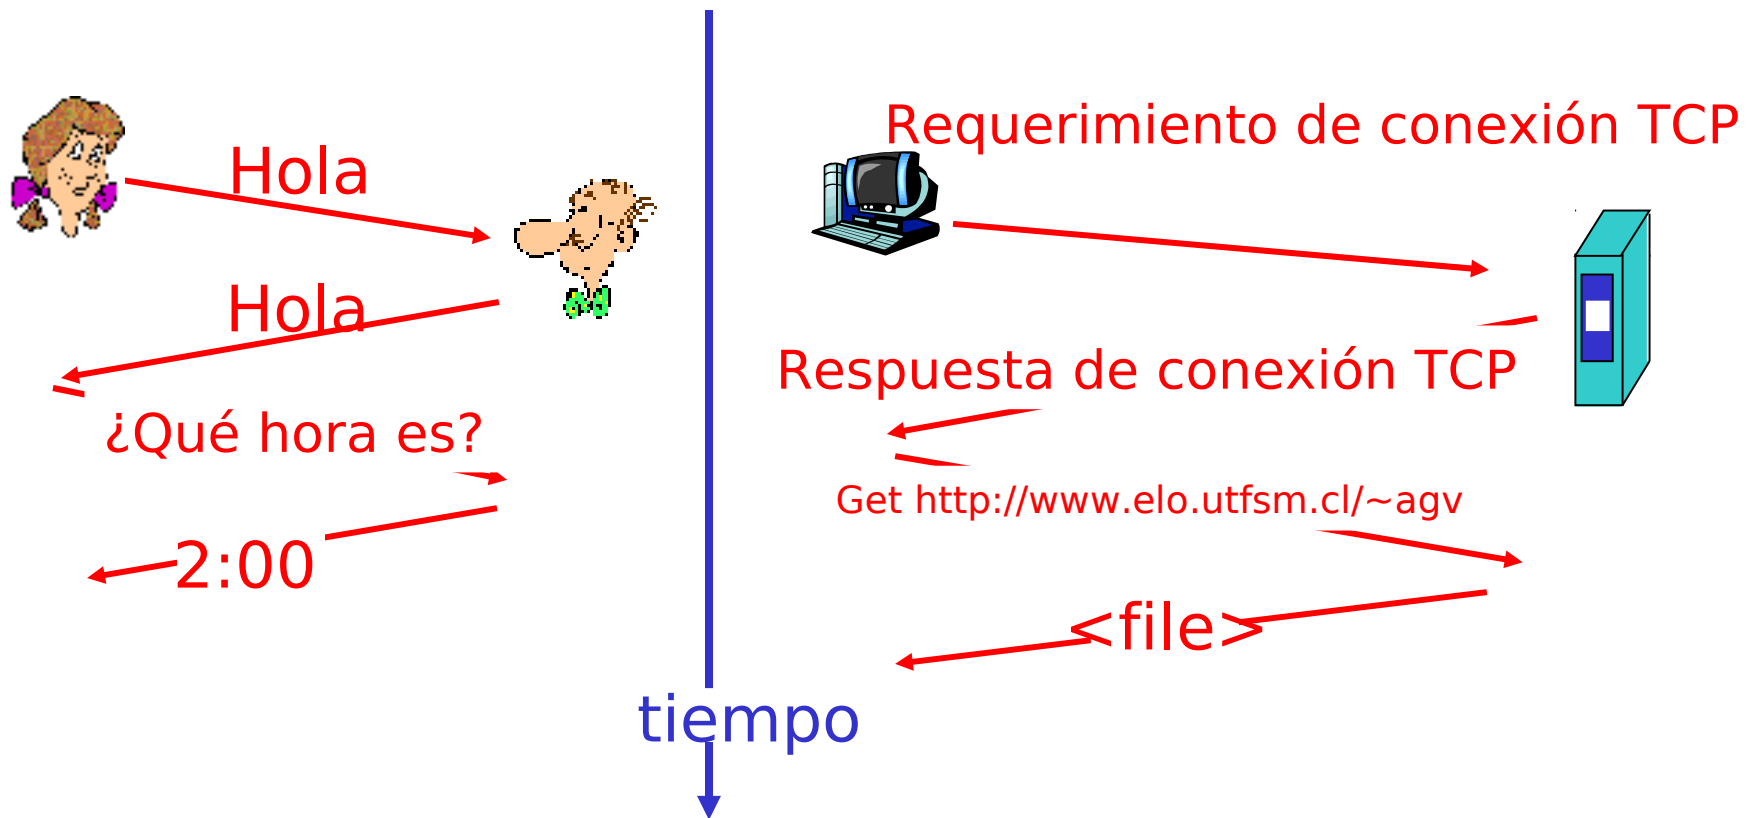 Hola
Hola
¿Qué hora es?
2:00
Requerimiento de conexión TCP
Respuesta de conexión TCP
Get http://www.elo.utfsm.cl/~agv
<file>
tiempo